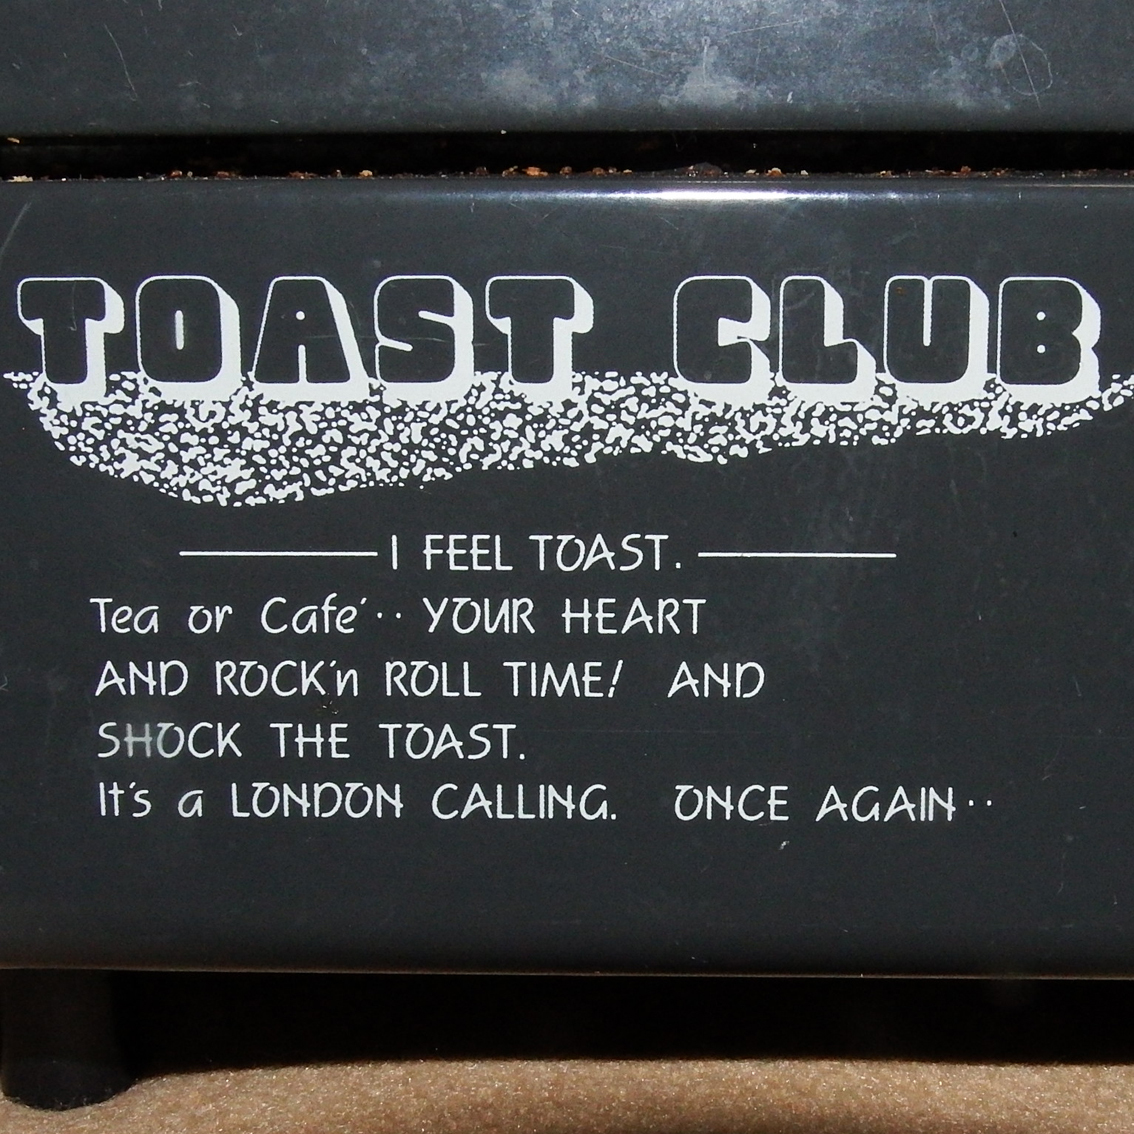 TOAST CLUB
I FEEL TOAST.
Tea or Cafe´·· YOUR HEART
AND ROCK'n ROLL TIME! AND
SHOCK THE TOAST.
It's a LONDON CALLING. ONCE AGAIN··